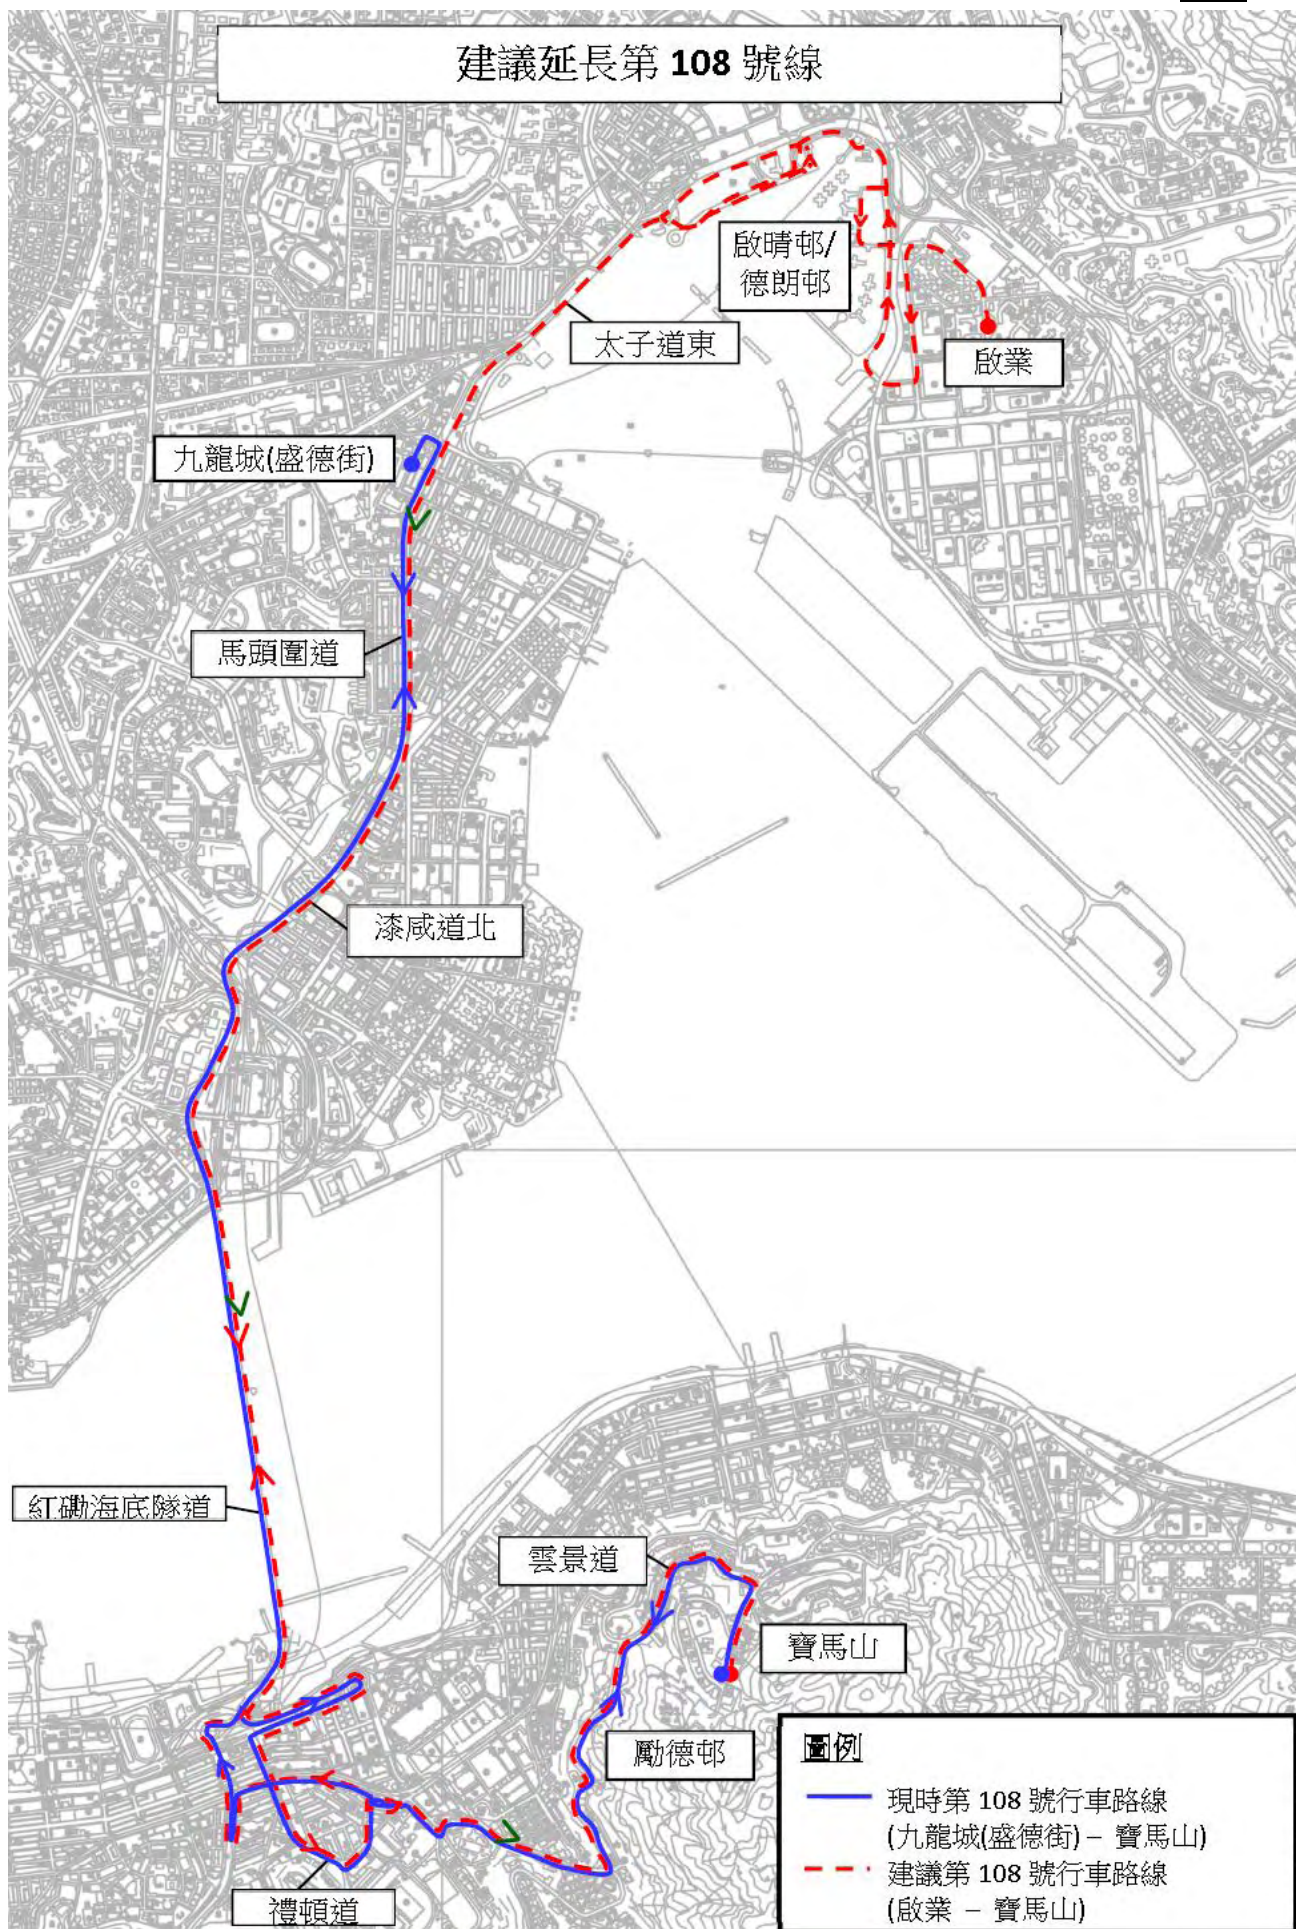 建議延長第 108 號線
啟晴邨/
德朗邨
太子道東
啟業
九龍城(盛德街)
馬頭圍道
漆咸道北
紅磡海底隧道
雲景道
寶馬山
勵德邨
禮頓道
圖例
現時第 108 號行車路線
(九龍城(盛德街) – 寶馬山)
建議第 108 號行車路線
(啟業 – 寶馬山)